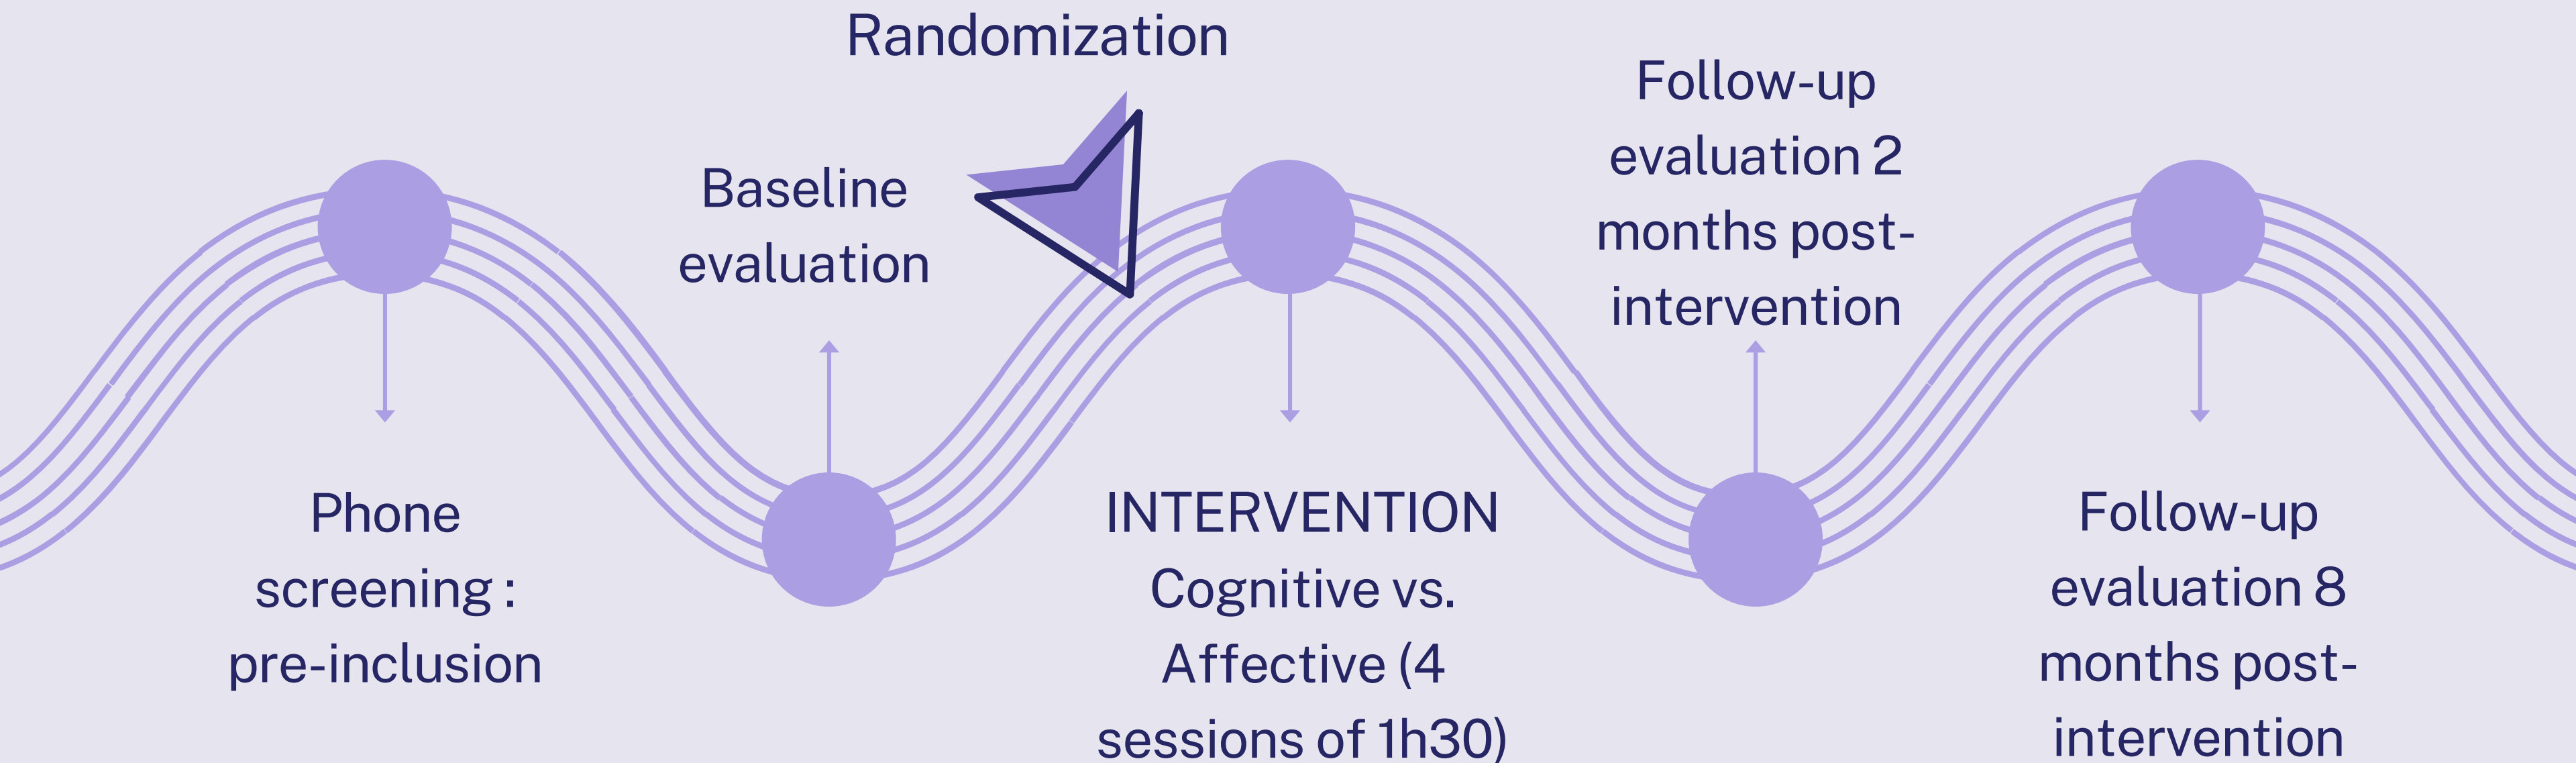 Phone
screening :
pre-inclusion
Baseline
evaluation
Randomization
INTERVENTION
Cognitive vs.
Affective (4
sessions of 1h30)
Follow-up
evaluation 2
months post-
intervention
Follow-up
evaluation 8
months post-
intervention